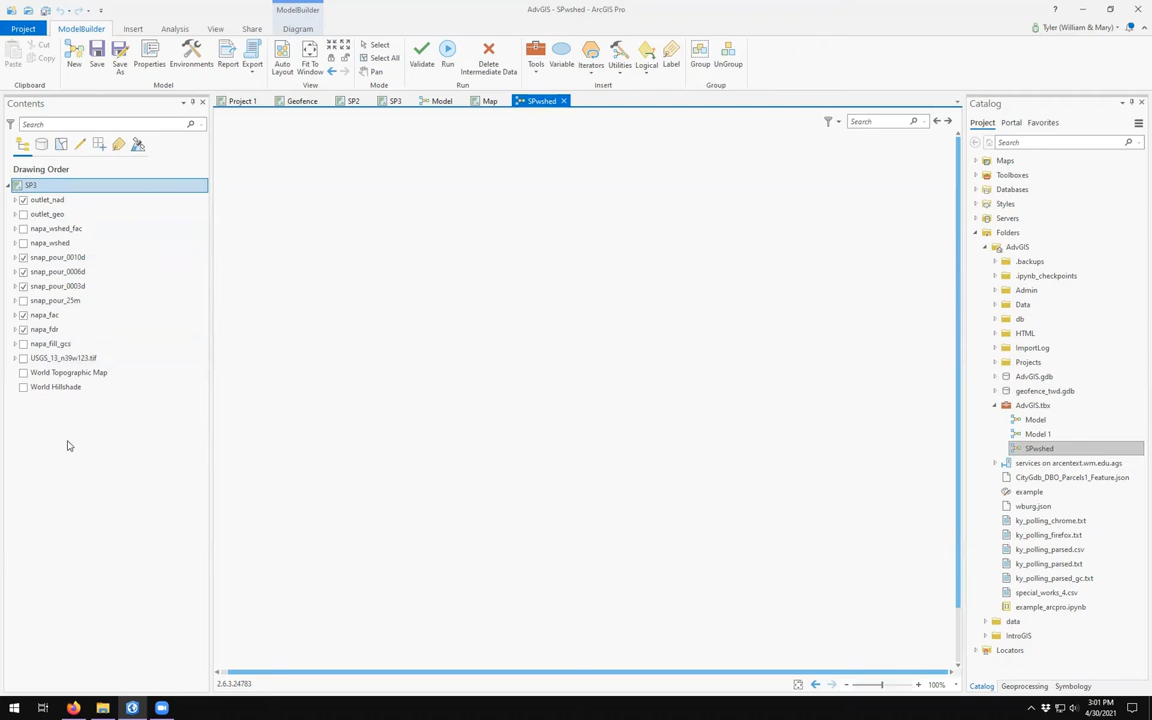 ModelBuilder
AdvGIS - SPwshed - ArcGIS Pro
?
Project
ModelBuilder
Insert
Analysis
View
Share
Diagram
Tyler (William & Mary)
Paste
Cut
Copy
Clipboard
New
Save
Save As
Properties
Environments
Report
Export
Model
Auto Layout
Fit To Window
View
Select
Select All
Pan
Mode
Validate
Run
Delete Intermediate Data
Run
Tools
Variable
Iterators
Utilities
Logical
Label
Insert
Group
UnGroup
Group
Contents
Search
Drawing Order
SP3
outlet_nad
outlet_geo
napa_wshed_fac
napa_wshed
snap_pour_0010d
snap_pour_0006d
snap_pour_0003d
snap_pour_25m
napa_fac
napa_fdr
napa_fill_gcs
USGS_13_n39w123.tif
World Topographic Map
World Hillshade
Project 1
Geofence
SP2
SP3
Model
Map
SPwshed
Search
2.6.3.24783
100%
Catalog
Project
Portal
Favorites
Search
Maps
Toolboxes
Databases
Styles
Servers
Folders
AdvGIS
.backups
.ipynb_checkpoints
Admin
Data
db
HTML
ImportLog
Projects
AdvGIS.gdb
geofence_twd.gdb
AdvGIS.tbx
Model
Model 1
SPwshed
services on arcentext.wm.edu.ags
CityGdb_DBO_Parcels1_Feature.json
example
wburg.json
ky_polling_chrome.txt
ky_polling_firefox.txt
ky_polling_parsed.csv
ky_polling_parsed.txt
ky_polling_parsed_gc.txt
special_works_4.csv
example_arcpro.ipynb
data
IntroGIS
Locators
Catalog
Geoprocessing
Symbology
3:01 PM
4/30/2021